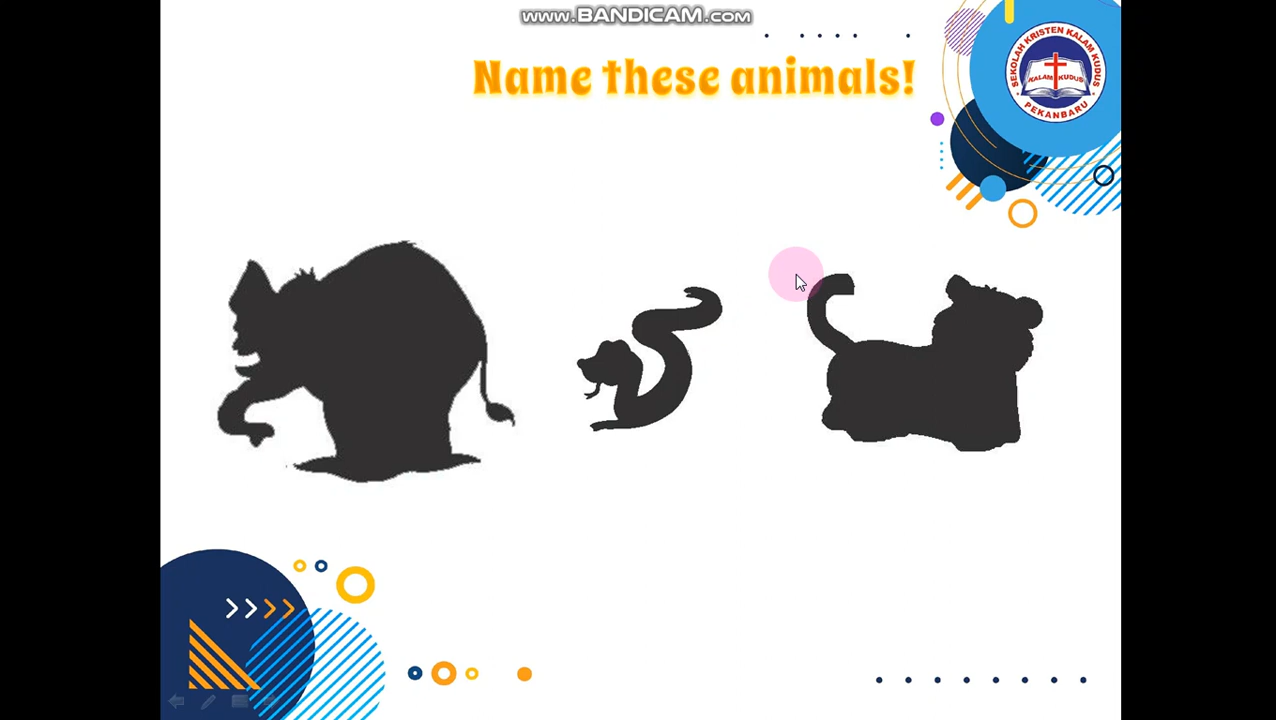 www.BANDICAM.com
Name these animals!
SEKOLAH KRISTEN KALAM KUDUS
KALAM KUDUS
PEKANBARU